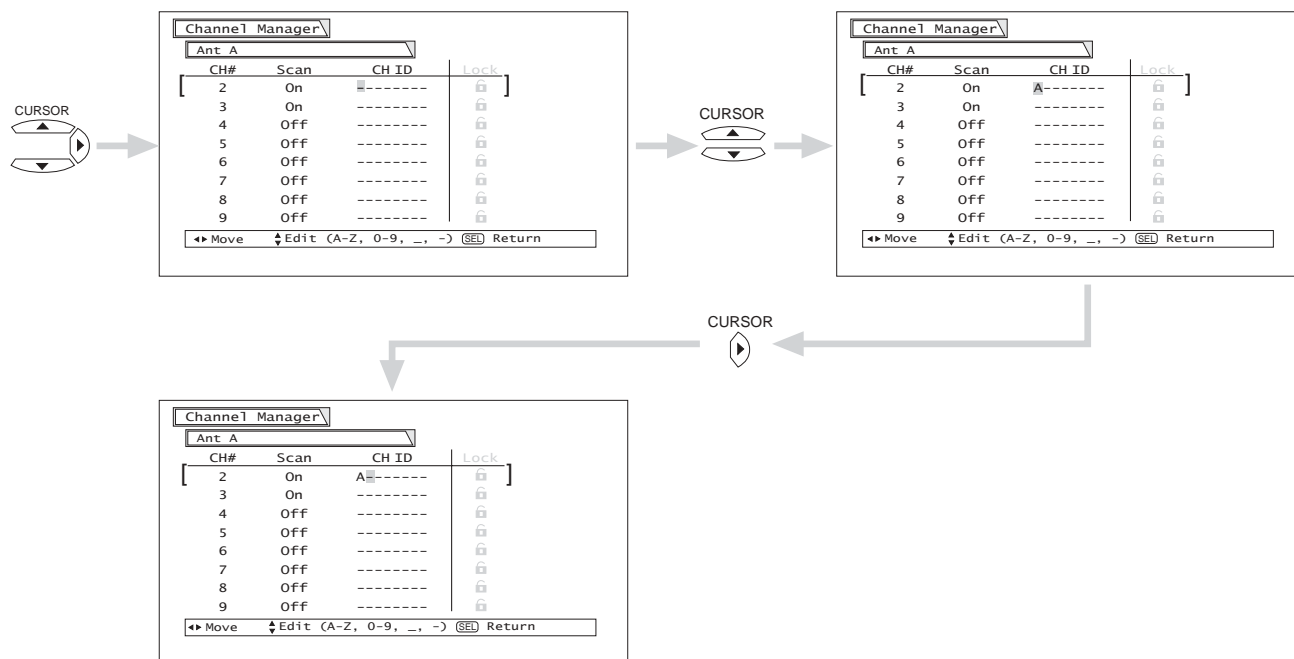 Channel Manager
Ant A
CH# Scan CH ID Lock
2 On --------
3 On --------
4 Off --------
5 Off --------
6 Off --------
7 Off --------
8 Off --------
9 Off --------
Move Edit (A-Z, 0-9, _, -) SEL Return
CURSOR
CURSOR
Channel Manager
Ant A
CH# Scan CH ID Lock
2 On A-------
3 On --------
4 Off --------
5 Off --------
6 Off --------
7 Off --------
8 Off --------
9 Off --------
Move Edit (A-Z, 0-9, _, -) SEL Return
CURSOR
Channel Manager
Ant A
CH# Scan CH ID Lock
2 On A-------
3 On --------
4 Off --------
5 Off --------
6 Off --------
7 Off --------
8 Off --------
9 Off --------
Move Edit (A-Z, 0-9, _, -) SEL Return